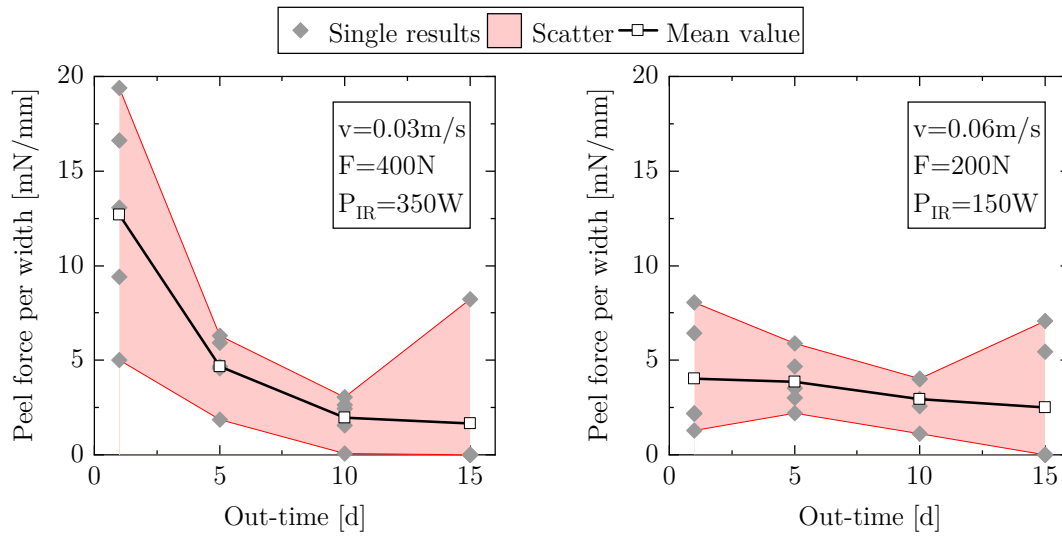 Single results Scatter Mean value
Peel force per width [mN/mm]
20
15
10
5
0
v=0.03m/s
F=400N
P_IR=350W
0 5 10 15
Out-time [d]
Peel force per width [mN/mm]
20
15
10
5
0
v=0.06m/s
F=200N
P_IR=150W
0 5 10 15
Out-time [d]